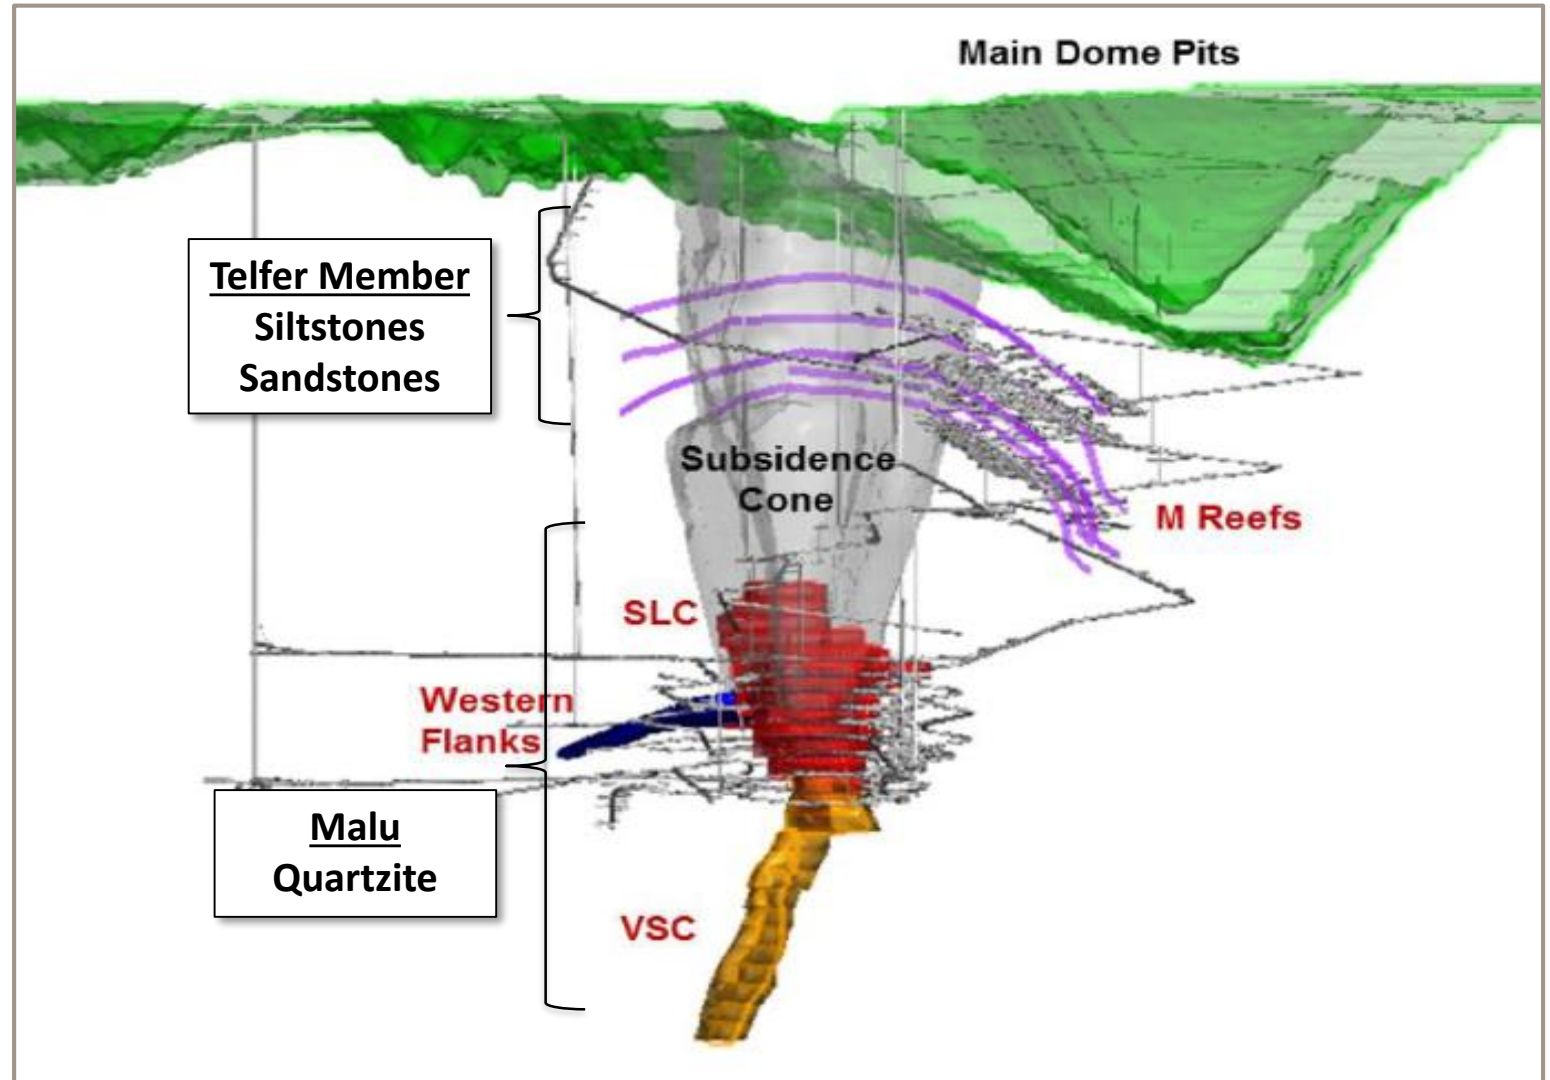 Main Dome Pits
Telfer Member
Siltstones
Sandstones
Subsidence
Cone
M Reefs
SLC
Western
Flanks
Malu
Quartzite
VSC